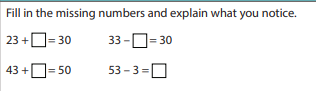 Fill in the missing numbers and explain what you notice.
23 + □ = 30 33 – □ = 30
43 + □ = 50 53 – 3 = □